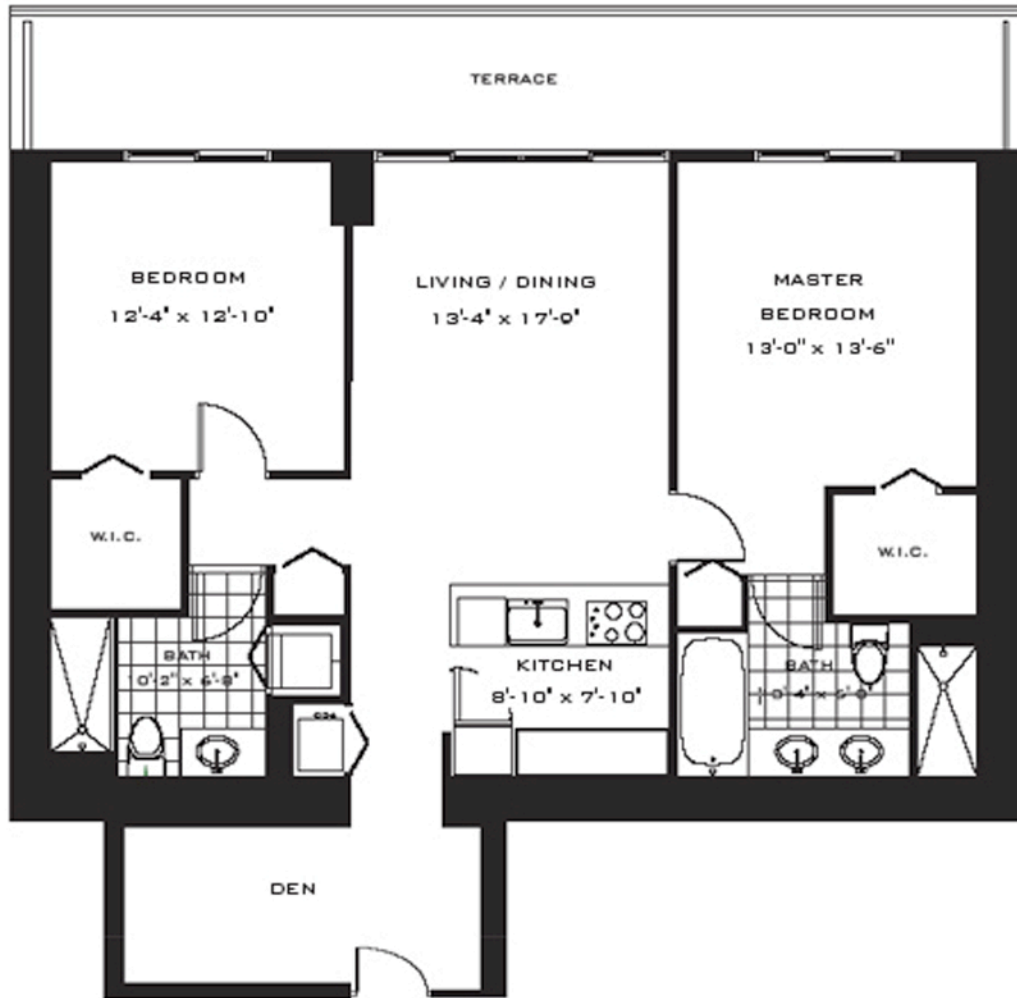 TERRACE
BEDROOM
12'-4" x 12'-10"
LIVING / DINING
13'-4" x 17'-9"
MASTER
BEDROOM
13'-0" x 13'-6"
W.I.C.
W.I.C.
BATH
KITCHEN
8'-10" x 7'-10"
BATH
DEN